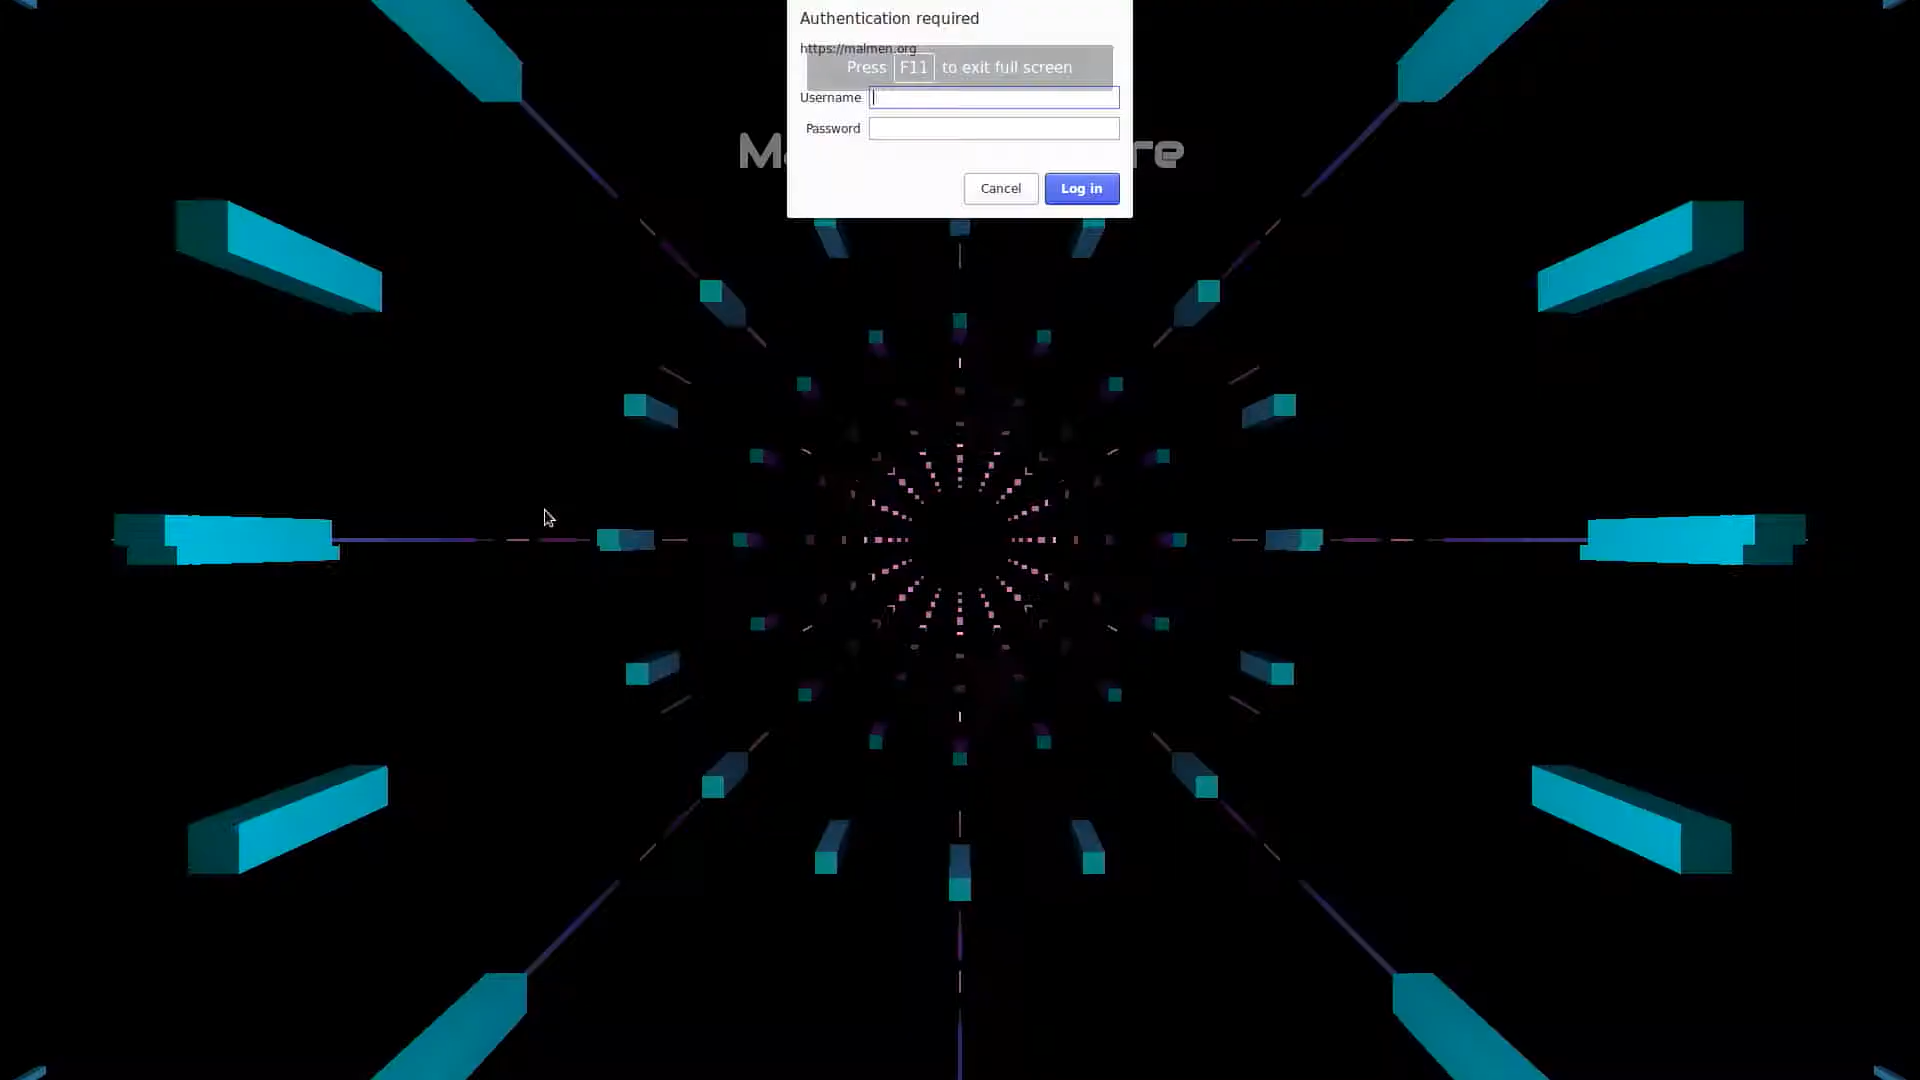 Authentication required
https://malmen.org
Press F11 to exit full screen
Username
Password
Cancel Log in